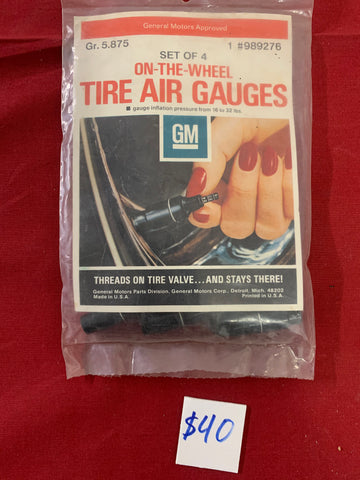 General Motors Approved
Gr. 5.875 1 #989276
SET OF 4
ON-THE-WHEEL
TIRE AIR GAUGES
■ gauge inflation pressure from 16 to 32 lbs.
GM
THREADS ON TIRE VALVE...AND STAYS THERE!
General Motors Parts Division, General Motors Corp., Detroit, Mich. 48202
Made in U.S.A. Printed in U.S.A.
$40